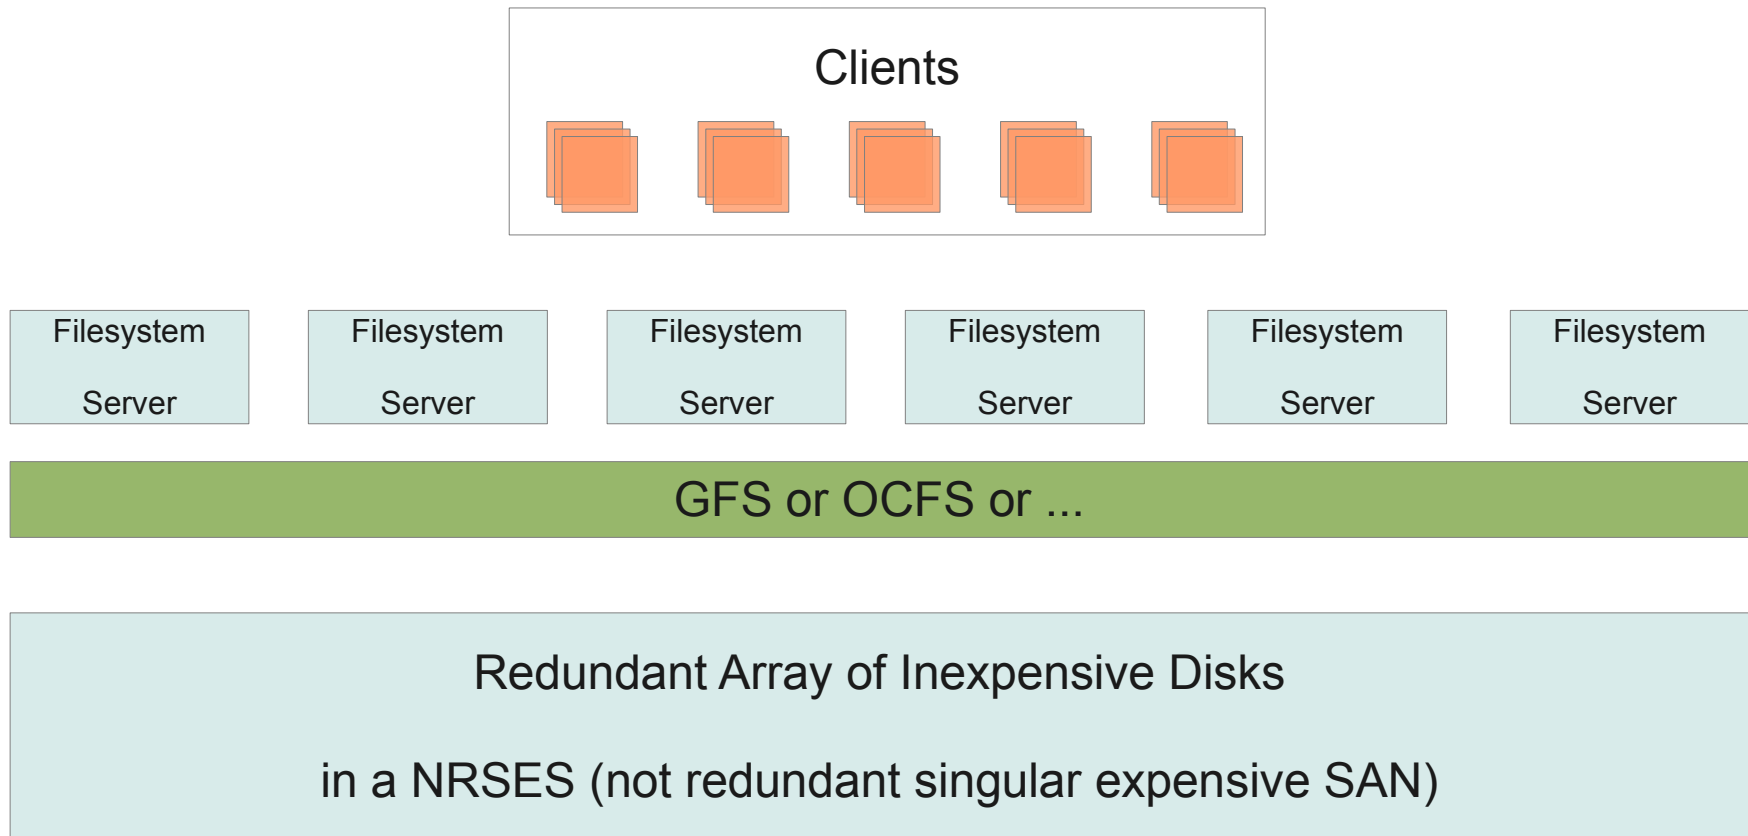 Clients
Filesystem Filesystem Filesystem Filesystem Filesystem Filesystem
Server Server Server Server Server Server
GFS or OCFS or ...
Redundant Array of Inexpensive Disks
in a NRSES (not redundant singular expensive SAN)